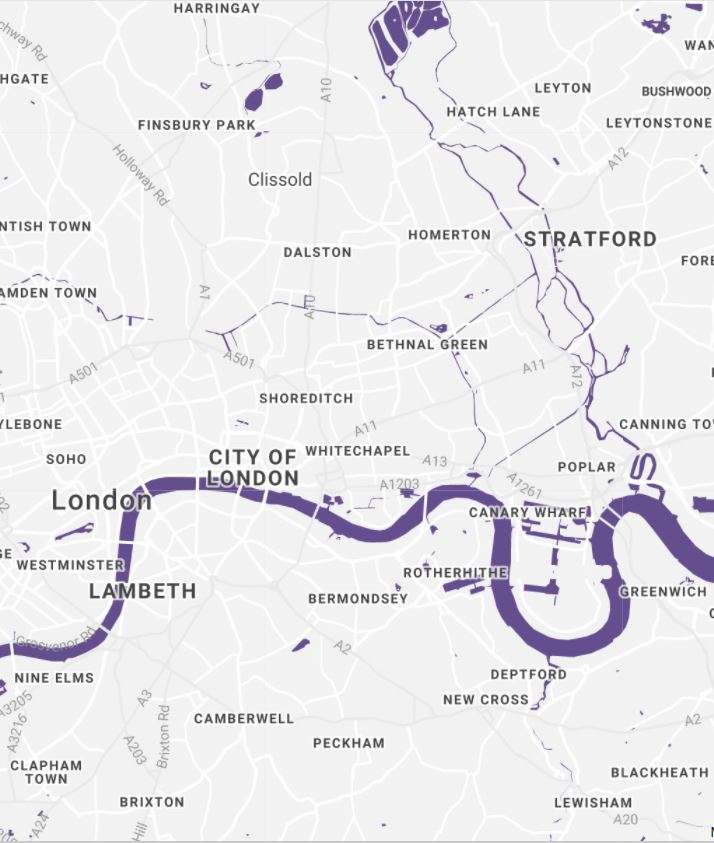 HARRINGAY
chway Rd
WAN
HGATE
A10
LEYTON
BUSHWOOD
HATCH LANE
FINSBURY PARK
LEYTONSTONE
A12
Holloway Rd
Clissold
NTISH TOWN
HOMERTON
STRATFORD
DALSTON
FORE
AMDEN TOWN
A1
A10
BETHNAL GREEN
A501
A501
A11
A12
SHOREDITCH
YLEBONE
A11
CANNING TOW
SOHO
CITY OF
LONDON
WHITECHAPEL
A13
POPLAR
A1203
A1261
London
CANARY WHARF
WESTMINSTER
ROTHERHITHE
LAMBETH
BERMONDSEY
GREENWICH
Grosvenor Rd
A2
NINE ELMS
DEPTFORD
A3205
A3
NEW CROSS
A3216
Brixton Rd
CAMBERWELL
A2
A203
PECKHAM
CLAPHAM
TOWN
BLACKHEATH
BRIXTON
LEWISHAM
A24
Hill
A20